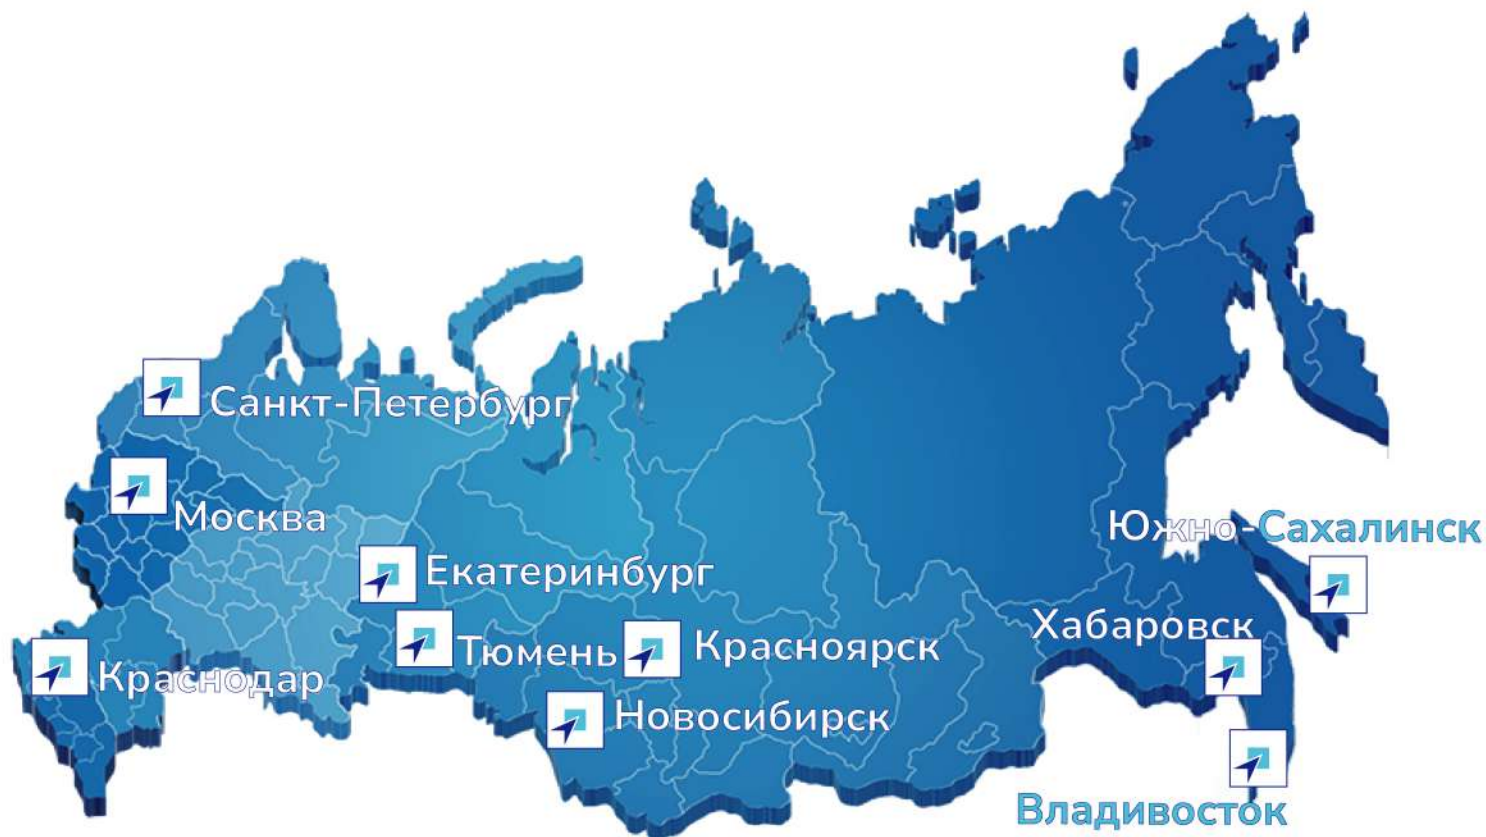 Санкт-Петербург
Москва
Южно-Сахалинск
Екатеринбург
Хабаровск
Тюмень
Красноярск
Краснодар
Новосибирск
Владивосток